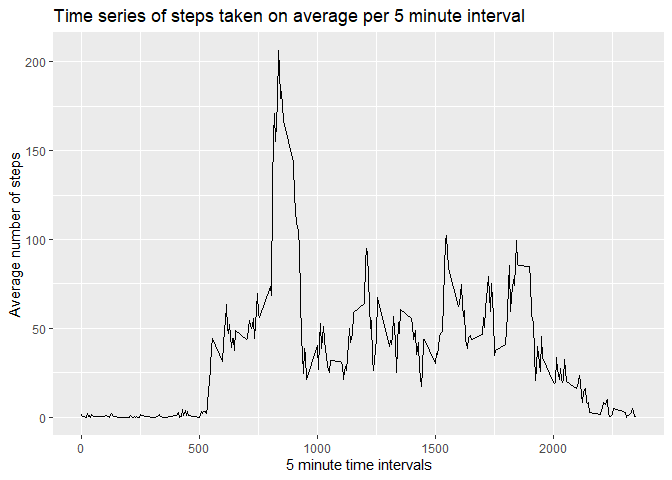 Time series of steps taken on average per 5 minute interval
Average number of steps
200
150
100
50
0
0 500 1000 1500 2000
5 minute time intervals